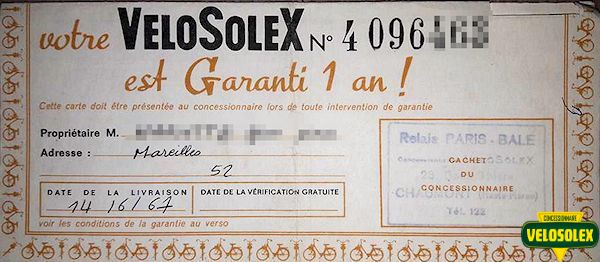 votre VELOSOLEX N° 4 096
est Garanti 1 an !
Cette carte doit être présentée au concessionnaire lors de toute intervention de garantie
Propriétaire M.
Adresse : Mareilles
52
DATE DE LA LIVRAISON
14/6/67
DATE DE LA VÉRIFICATION GRATUITE
voir les conditions de la garantie au verso
Relais PARIS - BALE
CACHET
DU
CONCESSIONNAIRE
CHAUMONT
Tél. 122
CONCESSIONNAIRE
VELOSOLEX